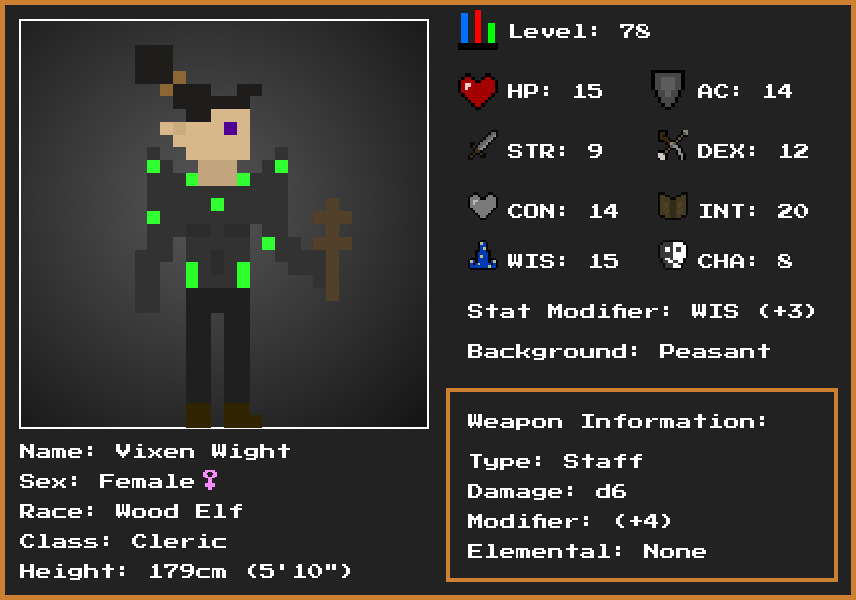 Level: 78
HP: 15
AC: 14
STR: 9
DEX: 12
CON: 14
INT: 20
WIS: 15
CHA: 8
Stat Modifier: WIS (+3)
Background: Peasant
Weapon Information:
Type: Staff
Damage: d6
Modifier: (+4)
Elemental: None
Name: Vixen Wight
Sex: Female♀
Race: Wood Elf
Class: Cleric
Height: 179cm (5'10")